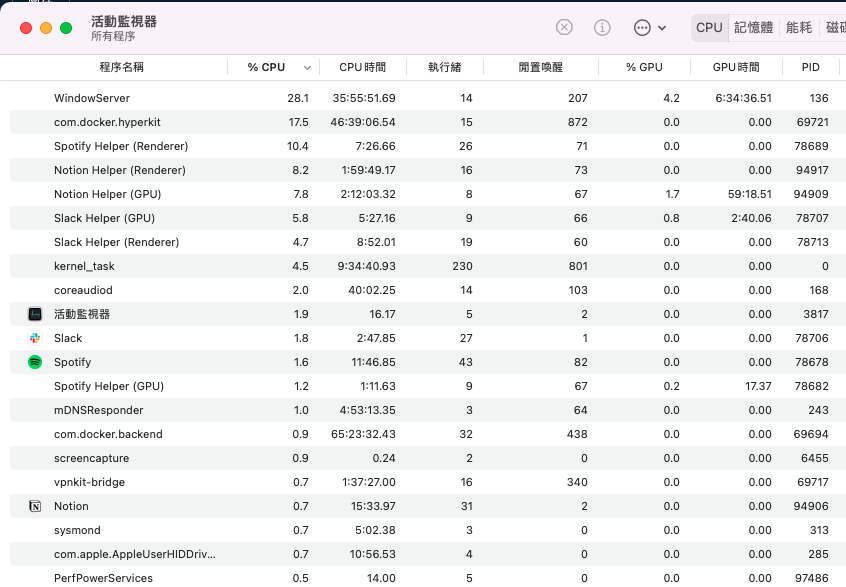 活動監視器
所有程序
CPU 記憶體 能耗
程序名稱 % CPU CPU 時間 執行緒 閒置喚醒 % GPU GPU 時間 PID
WindowServer 28.1 35:55:51.69 14 207 4.2 6:34:36.51 136
com.docker.hyperkit 17.5 46:39:06.54 15 872 0.0 0.00 69721
Spotify Helper (Renderer) 10.4 7:26.66 26 71 0.0 0.00 78689
Notion Helper (Renderer) 8.2 1:59:49.17 16 73 0.0 0.00 94917
Notion Helper (GPU) 7.8 2:12:03.32 8 67 1.7 59:18.51 94909
Slack Helper (GPU) 5.8 5:27.16 9 66 0.8 2:40.06 78707
Slack Helper (Renderer) 4.7 8:52.01 19 60 0.0 0.00 78713
kernel_task 4.5 9:34:40.93 230 801 0.0 0.00 0
coreaudiod 2.0 40:02.25 14 103 0.0 0.00 168
活動監視器 1.9 16.17 5 2 0.0 0.00 3817
Slack 1.8 2:47.85 27 1 0.0 0.00 78706
Spotify 1.6 11:46.85 43 82 0.0 0.00 78678
Spotify Helper (GPU) 1.2 1:11.63 9 67 0.2 17.37 78682
mDNSResponder 1.0 4:53:13.35 3 64 0.0 0.00 243
com.docker.backend 0.9 65:23:32.43 32 438 0.0 0.00 69694
screencapture 0.9 0.24 2 0 0.0 0.00 6455
vpnkit-bridge 0.7 1:37:27.00 16 340 0.0 0.00 69717
Notion 0.7 15:33.97 31 2 0.0 0.00 94906
sysmond 0.7 5:02.38 3 0 0.0 0.00 313
com.apple.AppleUserHIDDriv... 0.7 10:56.53 4 0 0.0 0.00 285
PerfPowerServices 0.5 14.00 5 0 0.0 0.00 97486